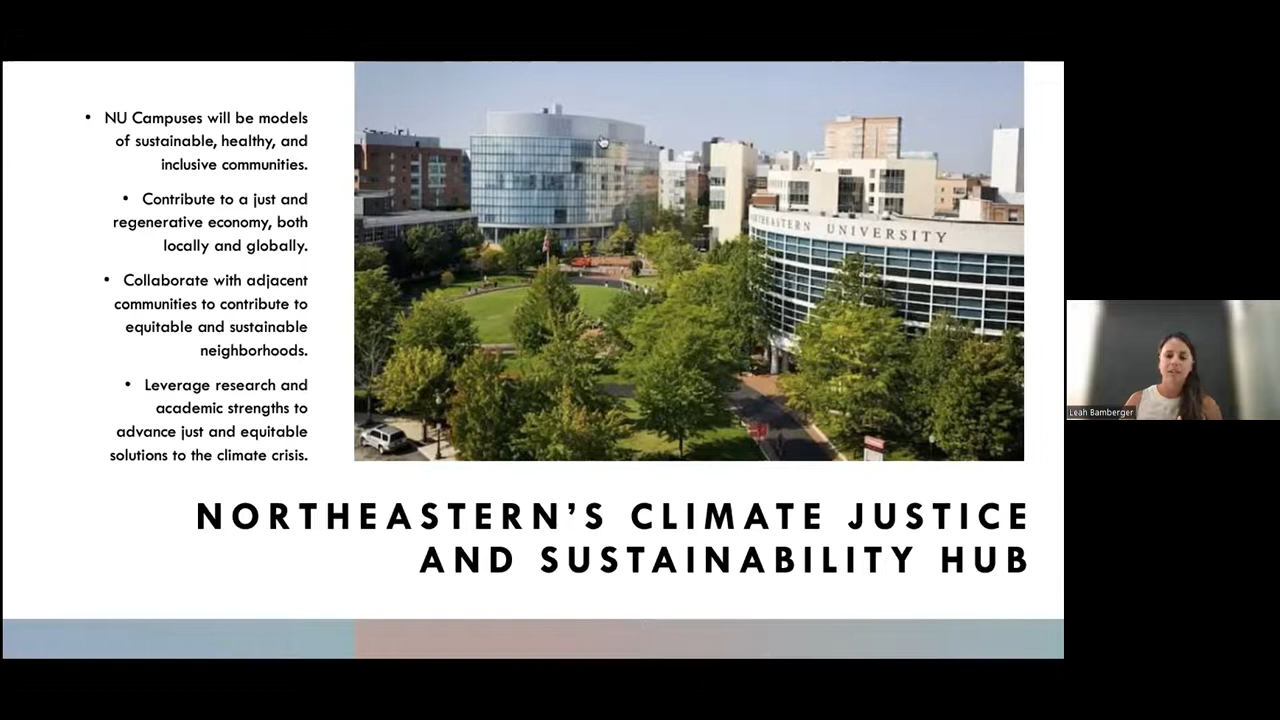 • NU Campuses will be models
of sustainable, healthy, and
inclusive communities.
• Contribute to a just and
regenerative economy, both
locally and globally.
• Collaborate with adjacent
communities to contribute to
equitable and sustainable
neighborhoods.
• Leverage research and
academic strengths to
advance just and equitable
solutions to the climate crisis.
NORTHEASTERN UNIVERSITY
NORTHEASTERN’S CLIMATE JUSTICE
AND SUSTAINABILITY HUB
Leah Bamberger